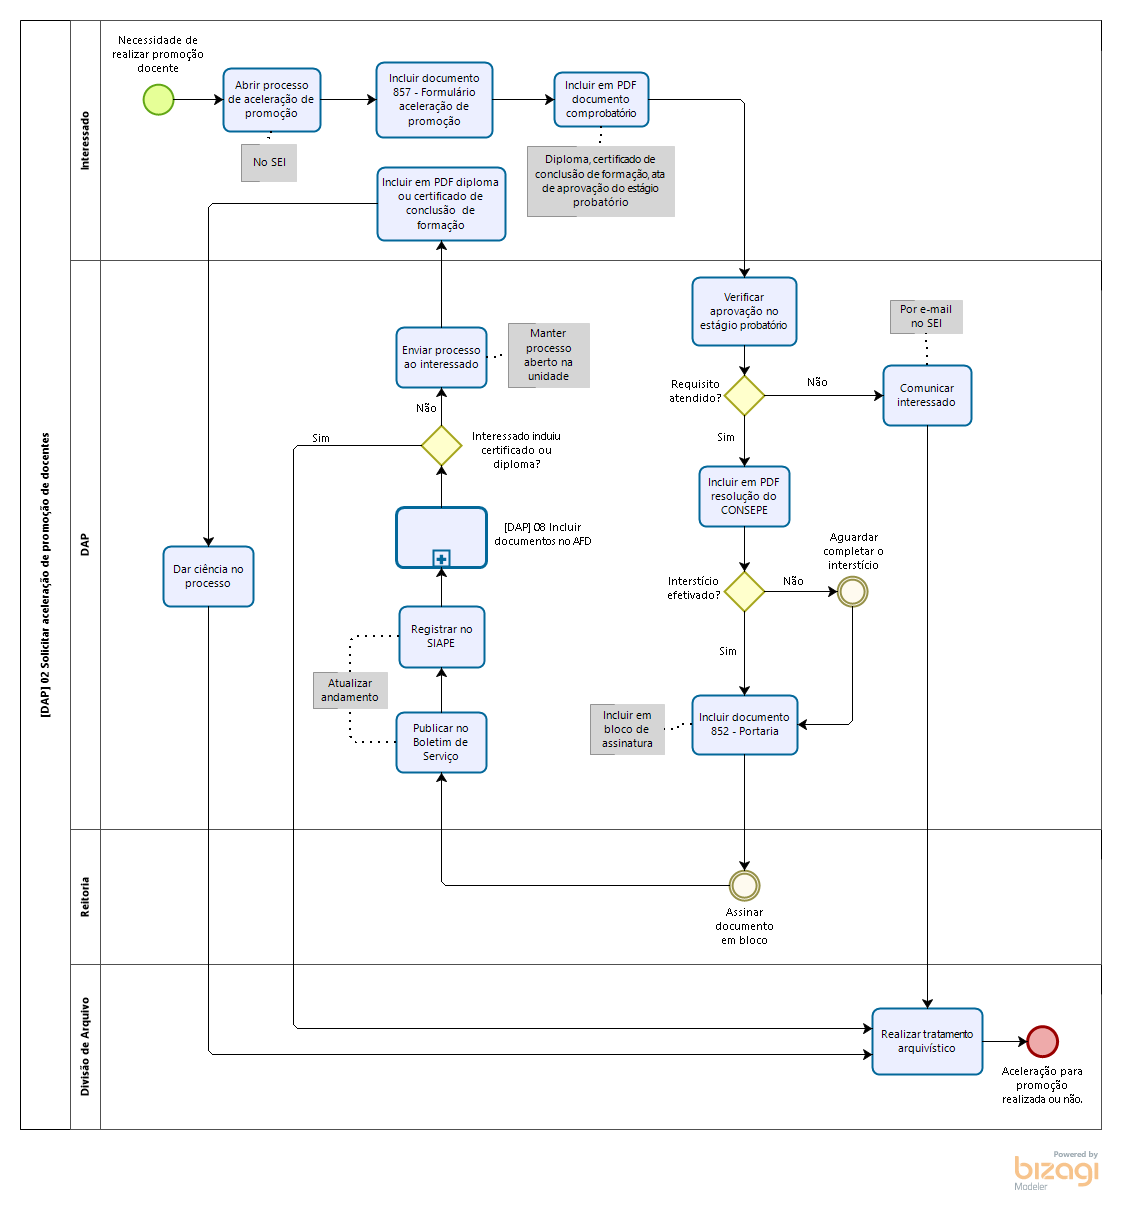 [DAP] 02 Solicitar aceleração de promoção de docentes
Interessado
Necessidade de
realizar promoção
docente
Abrir processo
de aceleração de
promoção
No SEI
Incluir documento
857 - Formulário
aceleração de
promoção
Incluir em PDF
documento
comprobatório
Diploma, certificado de
conclusão de formação, ata
de aprovação do estágio
probatório
Incluir em PDF diploma
ou certificado de
conclusão de
formação
DAP
Verificar
aprovação no
estágio probatório
Requisito
atendido?
Não
Por e-mail
no SEI
Comunicar
interessado
Sim
Incluir em PDF
resolução do
CONSEPE
Interstício
efetivado?
Não
Aguardar
completar o
interstício
Sim
Incluir documento
852 - Portaria
Incluir em
bloco de
assinatura
Enviar processo
ao interessado
Manter
processo
aberto na
unidade
Não
Sim
Interessado induiu
certificado ou
diploma?
[DAP] 08 Incluir
documentos no AFD
Registrar no
SIAPE
Atualizar
andamento
Publicar no
Boletim de
Serviço
Dar ciência no
processo
Reitoria
Assinar
documento
em bloco
Divisão de Arquivo
Realizar tratamento
arquivístico
Aceleração para
promoção
realizada ou não.
Powered by
bizagi
Modeler